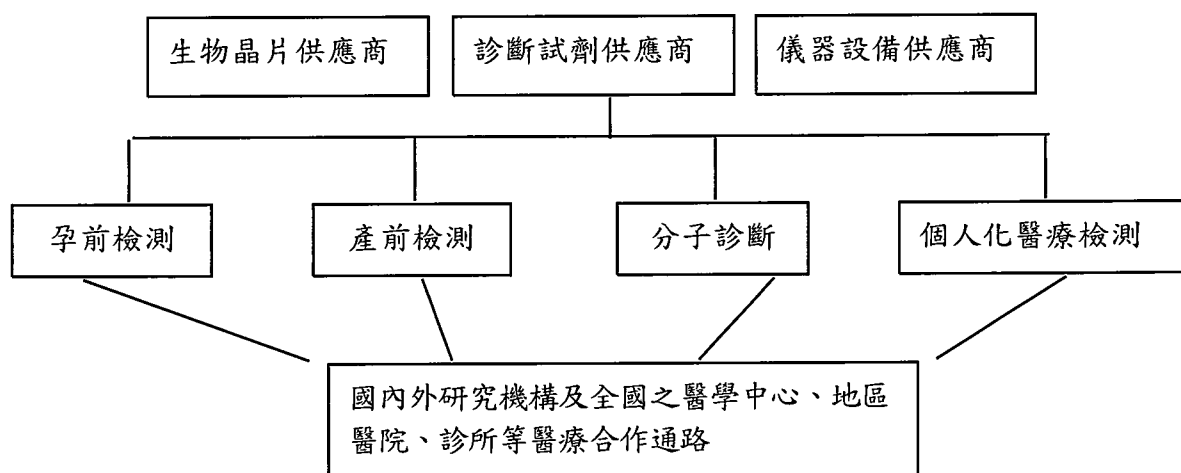 生物晶片供應商
診斷試劑供應商
儀器設備供應商
孕前檢測
產前檢測
分子診斷
個人化醫療檢測
國內外研究機構及全國之醫學中心、地區
醫院、診所等醫療合作通路